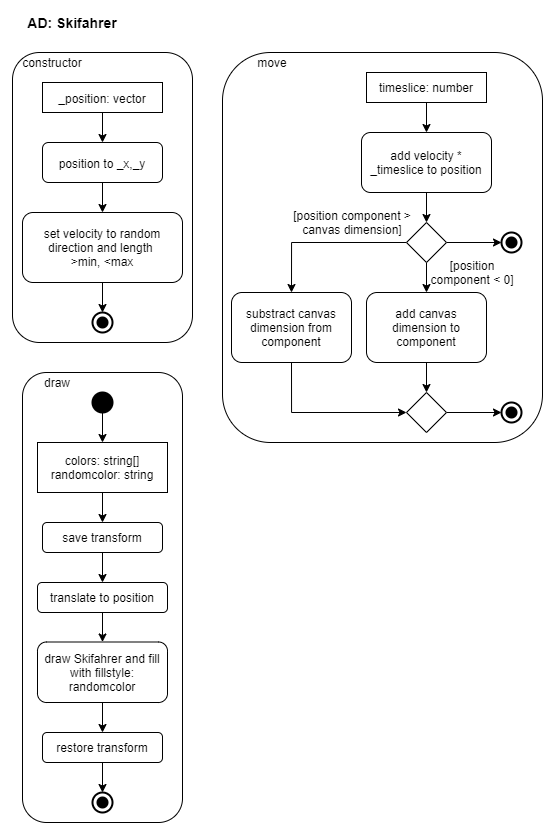 AD: Skifahrer
constructor
_position: vector
position to _x,_y
set velocity to random
direction and length
>min, <max
move
timeslice: number
add velocity *
_timeslice to position
[position component >
canvas dimension]
[position
component < 0]
substract canvas
dimension from
component
add canvas
dimension to
component
draw
colors: string[]
randomcolor: string
save transform
translate to position
draw Skifahrer and fill
with fillstyle:
randomcolor
restore transform